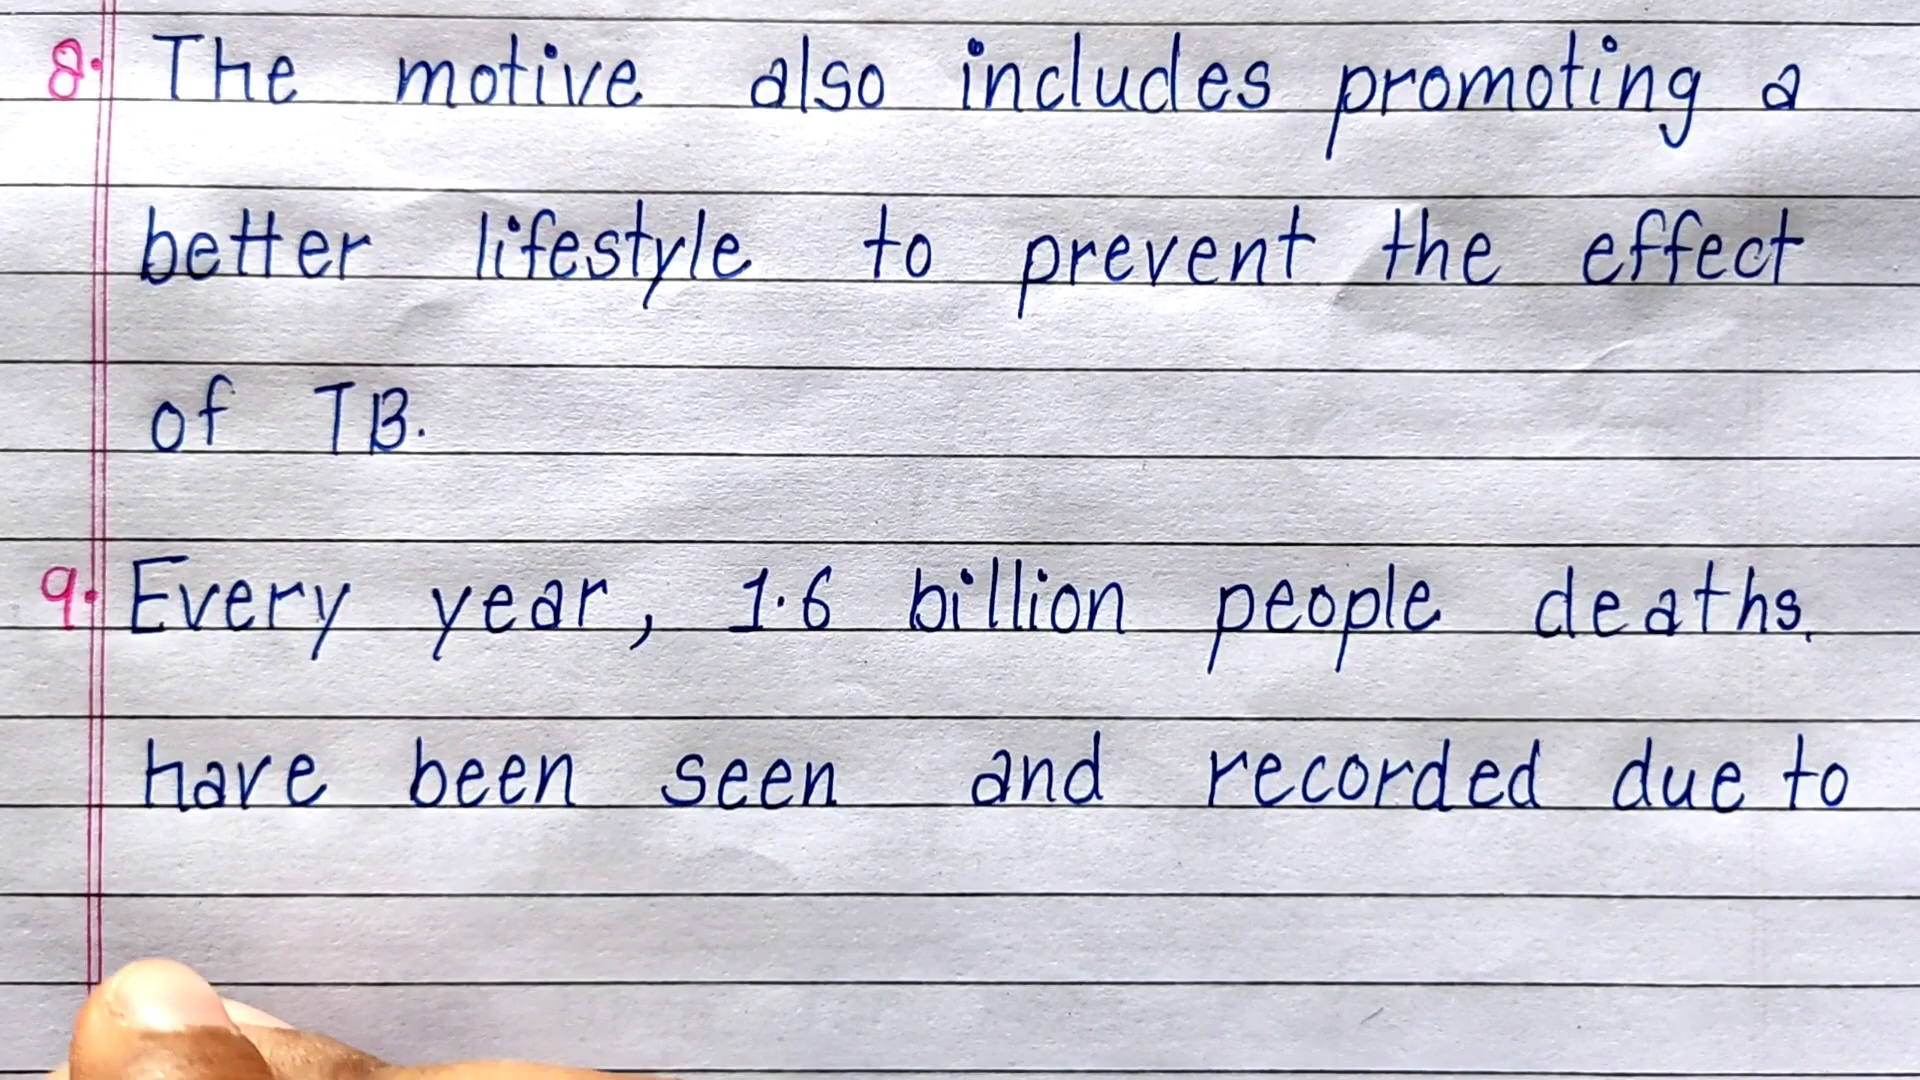 8. The motive also includes promoting a
better lifestyle to prevent the effect
of TB.
9. Every year, 1.6 billion people deaths.
have been seen and recorded due to